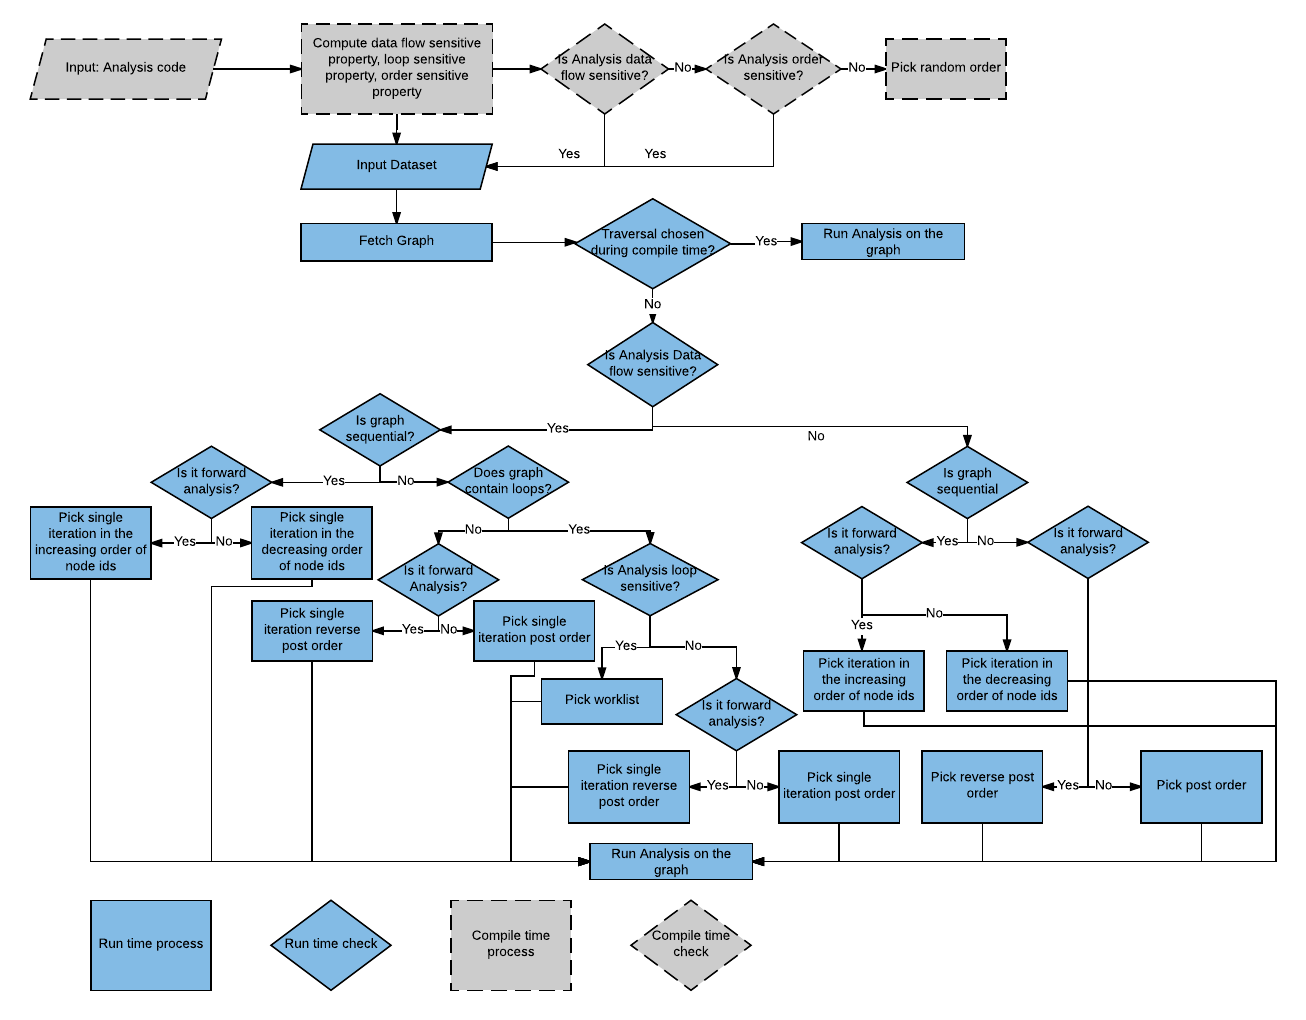 Input: Analysis code
Compute data flow sensitive
property, loop sensitive
property, order sensitive
property
Is Analysis data
flow sensitive?
No
Is Analysis order
sensitive?
No
Pick random order
Yes
Yes
Input Dataset
Fetch Graph
Traversal chosen
during compile time?
Yes
Run Analysis on the
graph
No
Is Analysis Data
flow sensitive?
Yes
No
Is graph
sequential?
Yes
No
Is it forward
analysis?
Does graph
contain loops?
Is graph
sequential
Pick single
iteration in the
increasing order of
node ids
Yes
No
Pick single
iteration in the
decreasing order
of node ids
No
Yes
Is it forward
analysis?
Yes
No
Is it forward
analysis?
Is it forward
Analysis?
Is Analysis loop
sensitive?
Pick single
iteration reverse
post order
Yes
No
Pick single
iteration post order
Yes
No
Yes
No
Pick worklist
Is it forward
analysis?
Pick iteration in
the increasing
order of node ids
Pick iteration in
the decreasing
order of node ids
Pick single
iteration reverse
post order
Yes
No
Pick single
iteration post order
Pick reverse post
order
Yes
No
Pick post order
Run Analysis on the
graph
Run time process
Run time check
Compile time
process
Compile time
check